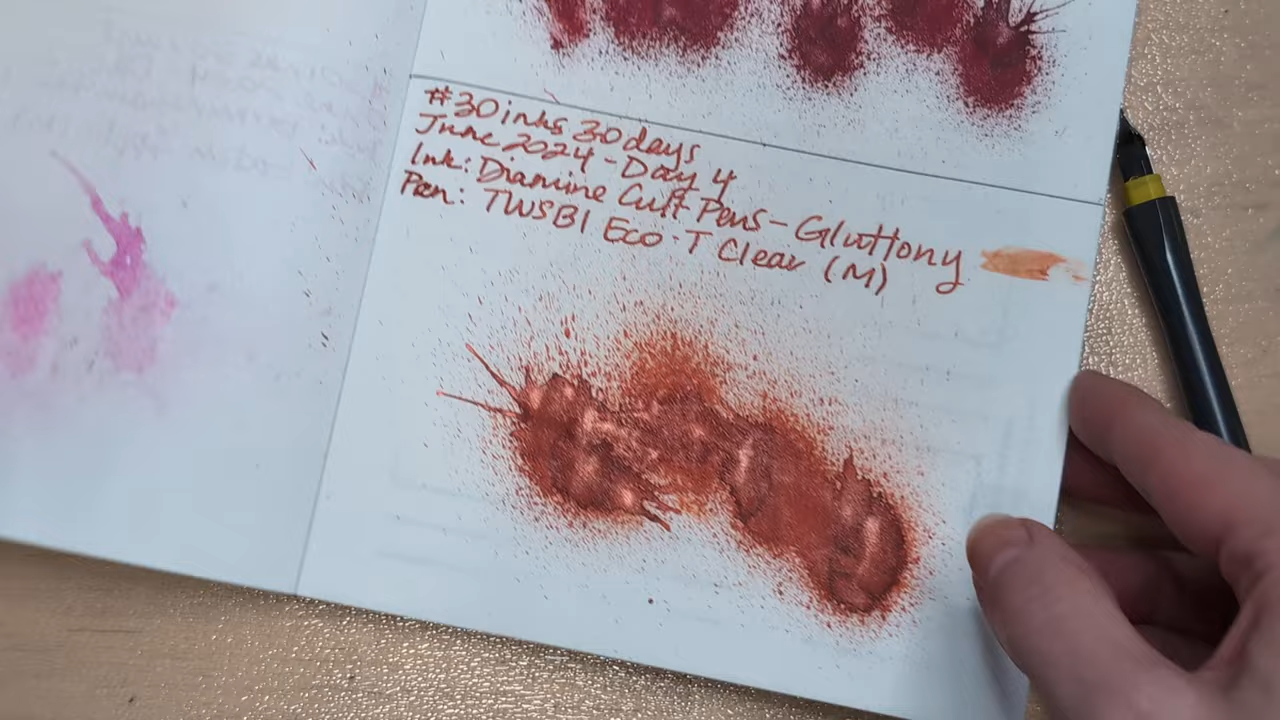 #30inks30days
June 2024 - Day 4
Ink: Diamine Cult Pens - Gluttony
Pen: TWSBI Eco-T Clear (M)